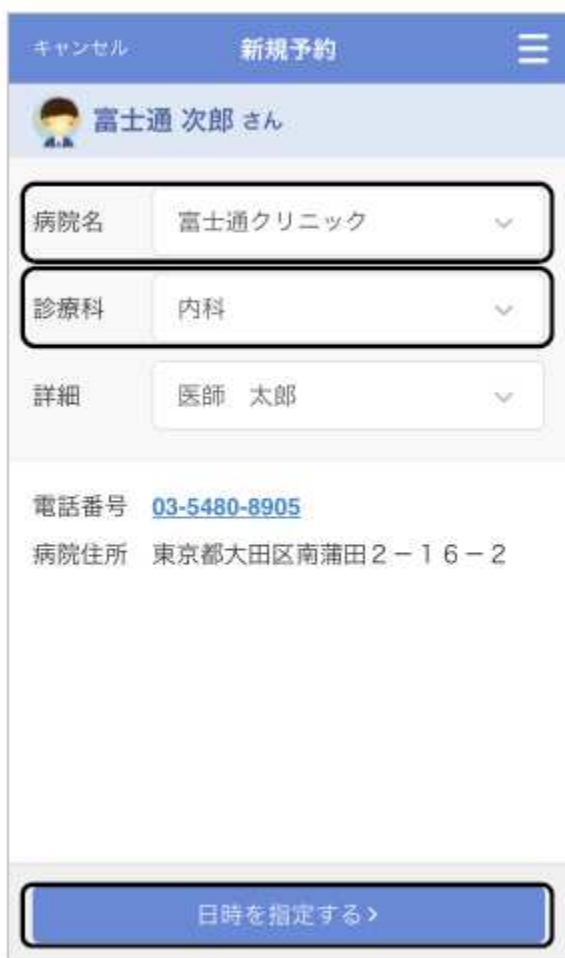 キャンセル 新規予約
富士通 次郎 さん
病院名 富士通クリニック
診療科 内科
詳細 医師　太郎
電話番号 03-5480-8905
病院住所 東京都大田区南蒲田２－１６－２
日時を指定する>